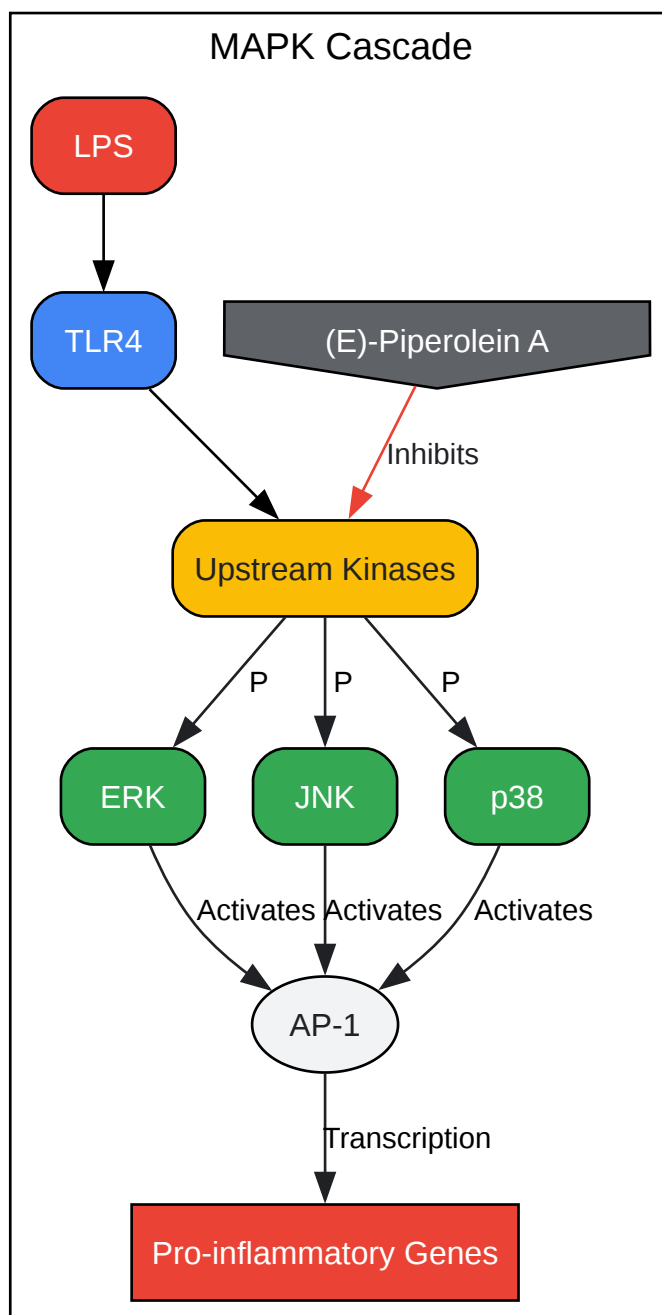 MAPK Cascade
LPS
TLR4
(E)-Piperolein A
Inhibits
Upstream Kinases
P
P
P
ERK
JNK
p38
Activates
Activates
Activates
AP-1
Transcription
Pro-inflammatory Genes